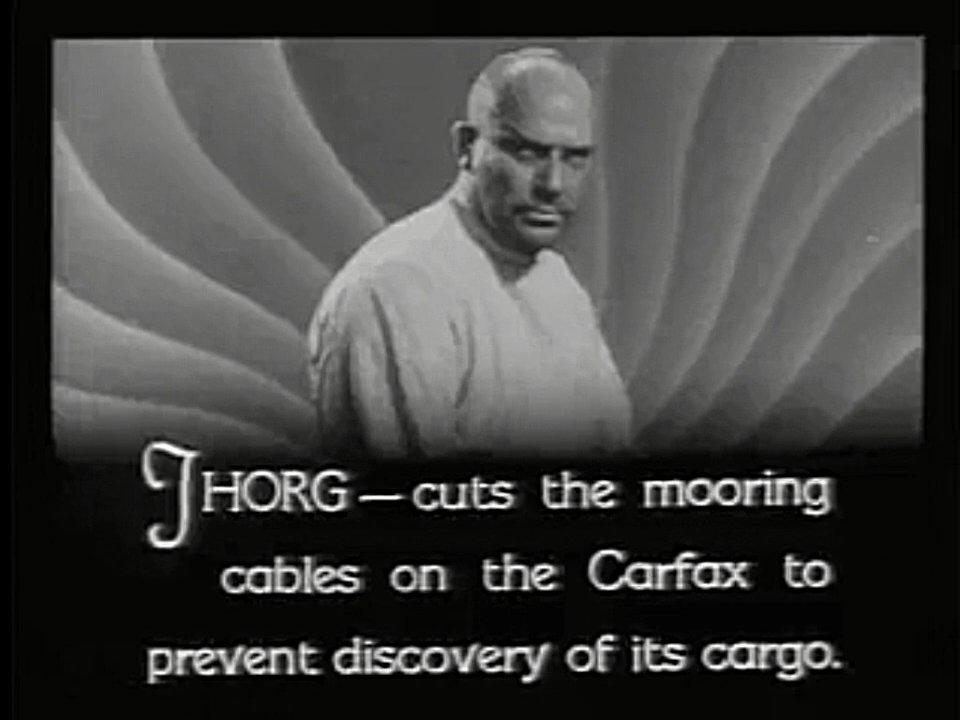 THORG—cuts the mooring
cables on the Carfax to
prevent discovery of its cargo.